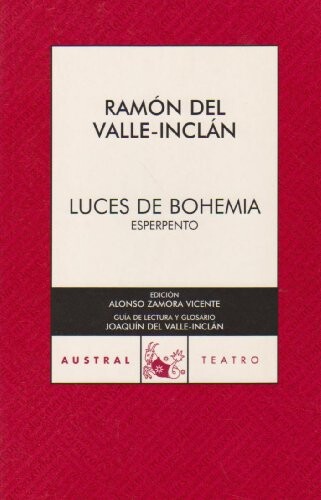 RAMÓN DEL
VALLE-INCLÁN
LUCES DE BOHEMIA
ESPERPENTO
EDICIÓN
ALONSO ZAMORA VICENTE
GUÍA DE LECTURA Y GLOSARIO
JOAQUÍN DEL VALLE-INCLÁN
AUSTRAL TEATRO